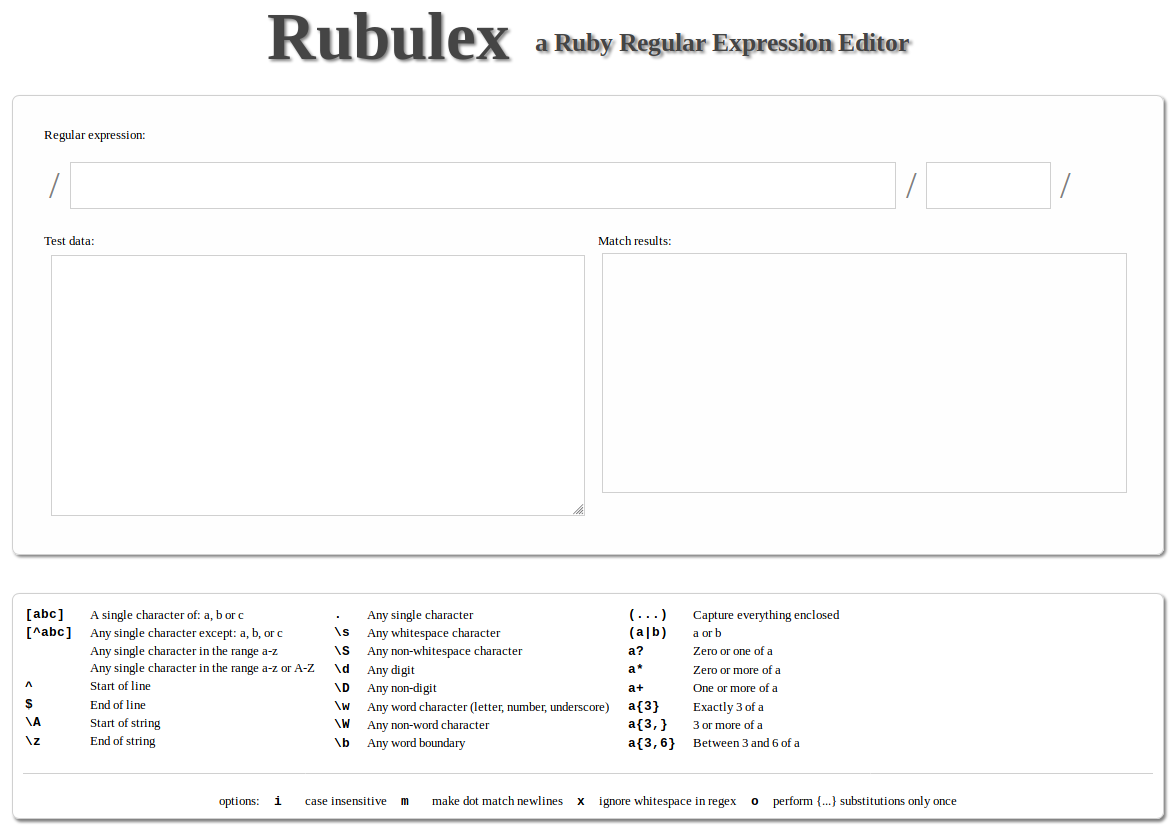 Rubulex a Ruby Regular Expression Editor
Regular expression:
/ / /
Test data:
Match results:
[abc] A single character of: a, b or c
[^abc] Any single character except: a, b, or c
Any single character in the range a-z
Any single character in the range a-z or A-Z
^ Start of line
$ End of line
\A Start of string
\z End of string
. Any single character
\s Any whitespace character
\S Any non-whitespace character
\d Any digit
\D Any non-digit
\w Any word character (letter, number, underscore)
\W Any non-word character
\b Any word boundary
(...) Capture everything enclosed
(a|b) a or b
a? Zero or one of a
a* Zero or more of a
a+ One or more of a
a{3} Exactly 3 of a
a{3,} 3 or more of a
a{3,6} Between 3 and 6 of a
options: i case insensitive m make dot match newlines x ignore whitespace in regex o perform {...} substitutions only once